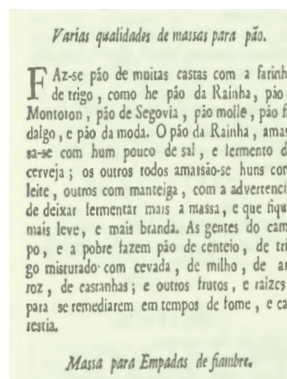 Varias qualidades de massas para pão.
FAz-se pão de muitas castas com a farinh
de trigo, como he pão da Rainha, pão
Montoron, pão de Segovia, pão molle, pão fi
dalgo, e pão da moda. O pão da Rainha, amas
sa-se com hum pouco de sal, e fermento d
cerveja; os outros todos amasão-se huns con
leite, outros com manteiga, com a advertenci
de deixar fermentar mais a massa, e que fiqu
mais leve, e mais branda. As gentes do cam
po, e a pobre fazem pão de centeio, de tri
go misturado com cevada, de milho, de ar
roz, de castanhas; e outros frutos, e raizes
para se remediarem em tempos de fome, e ca
restia.
Massa para Empadas de fiambre.